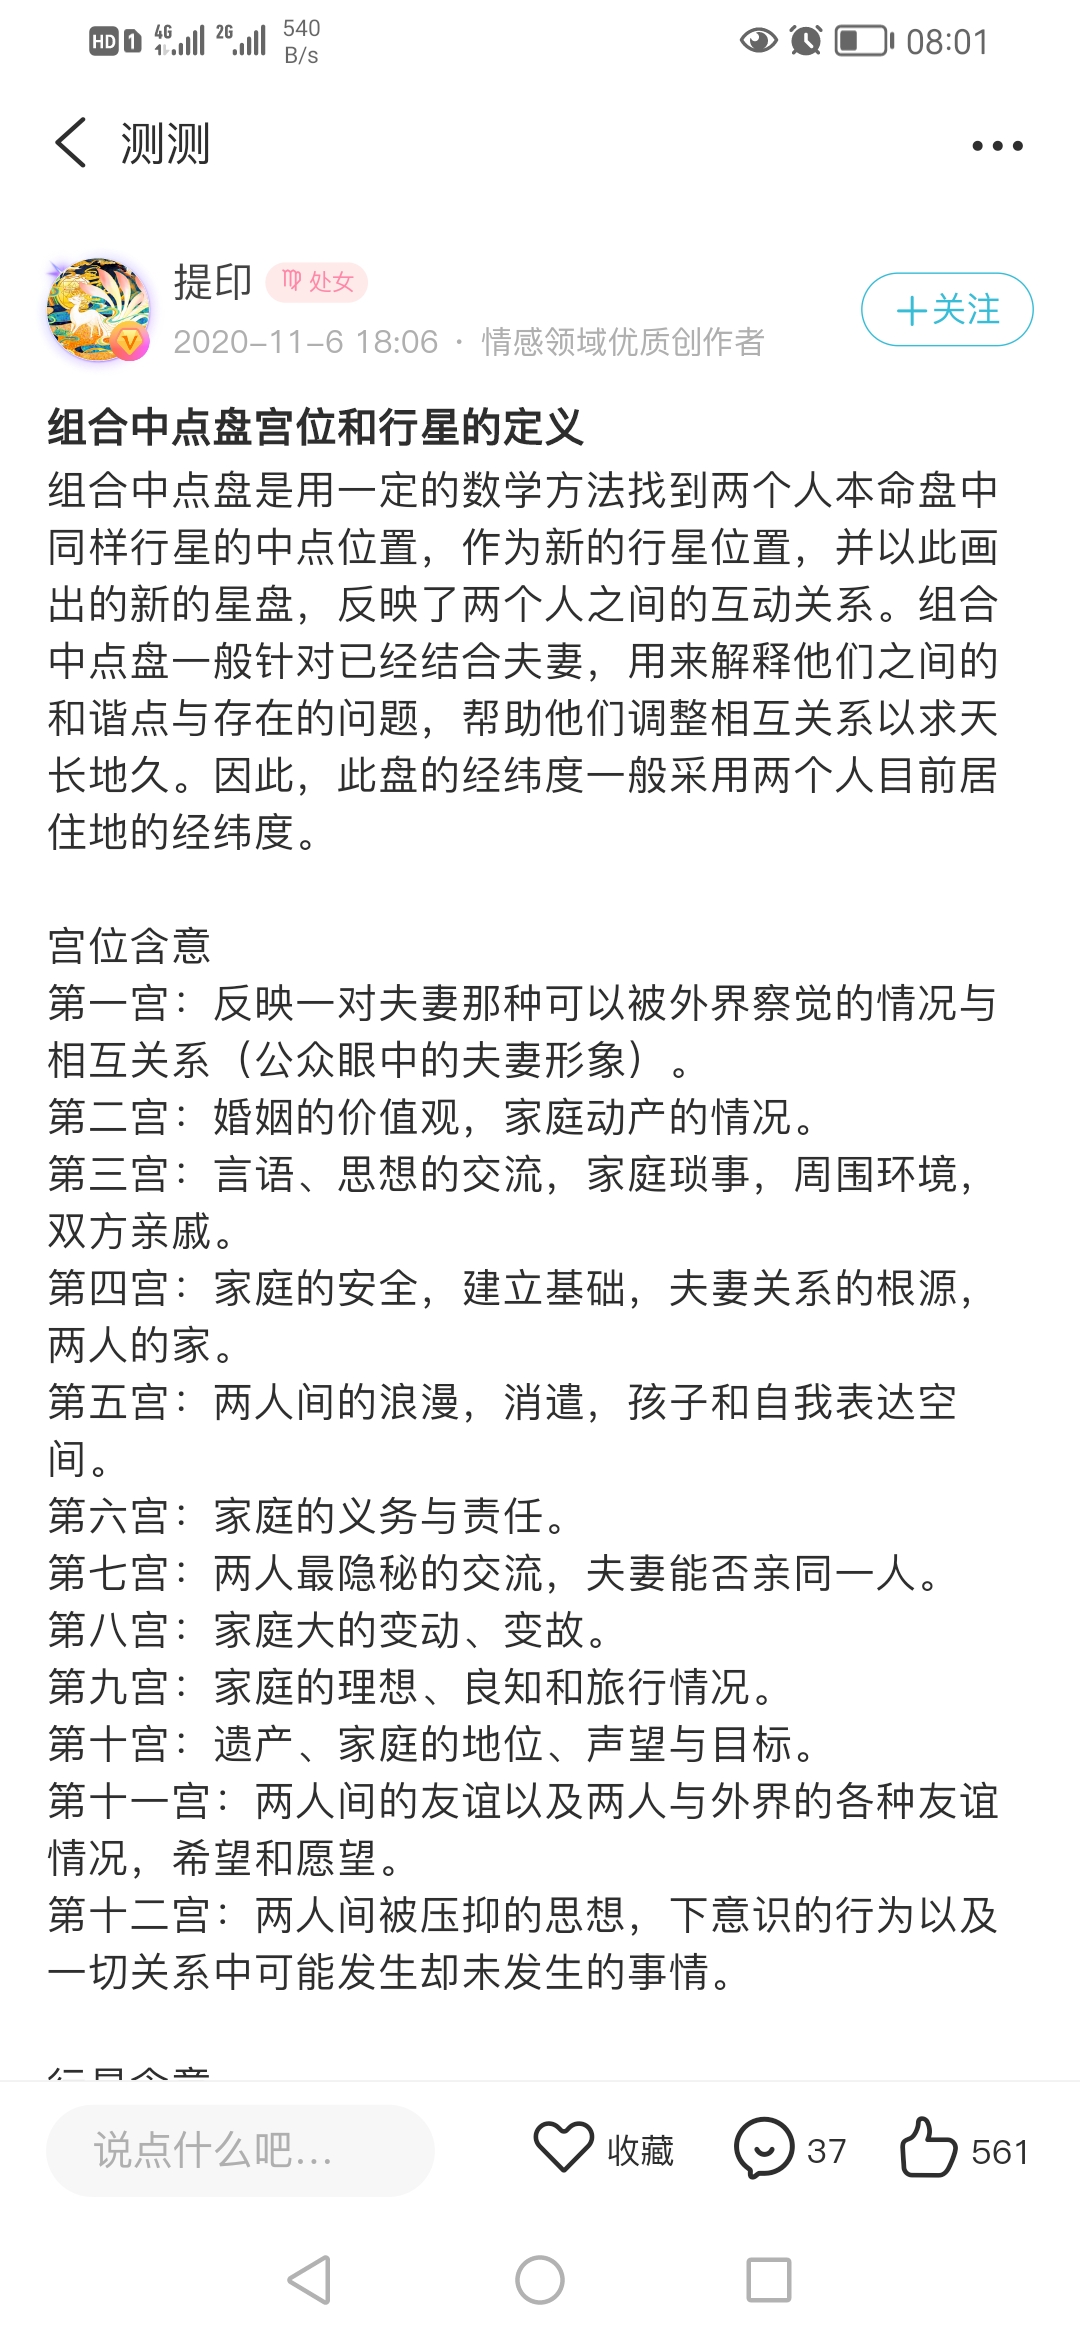 HD 1 4G 2G 540 B/s 08:01
测测
提印 处女
2020-11-6 18:06 · 情感领域优质创作者
+关注
组合中点盘宫位和行星的定义
组合中点盘是用一定的数学方法找到两个人本命盘中
同样行星的中点位置，作为新的行星位置，并以此画
出的新的星盘，反映了两个人之间的互动关系。组合
中点盘一般针对已经结合夫妻，用来解释他们之间的
和谐点与存在的问题，帮助他们调整相互关系以求天
长地久。因此，此盘的经纬度一般采用两个人目前居
住地的经纬度。
宫位含意
第一宫：反映一对夫妻那种可以被外界察觉的情况与
相互关系（公众眼中的夫妻形象）。
第二宫：婚姻的价值观，家庭动产的情况。
第三宫：言语、思想的交流，家庭琐事，周围环境，
双方亲戚。
第四宫：家庭的安全，建立基础，夫妻关系的根源，
两人的家。
第五宫：两人间的浪漫，消遣，孩子和自我表达空
间。
第六宫：家庭的义务与责任。
第七宫：两人最隐秘的交流，夫妻能否亲同一人。
第八宫：家庭大的变动、变故。
第九宫：家庭的理想、良知和旅行情况。
第十宫：遗产、家庭的地位、声望与目标。
第十一宫：两人间的友谊以及两人与外界的各种友谊
情况，希望和愿望。
第十二宫：两人间被压抑的思想，下意识的行为以及
一切关系中可能发生却未发生的事情。
行星含意
说点什么吧... 收藏 37 561